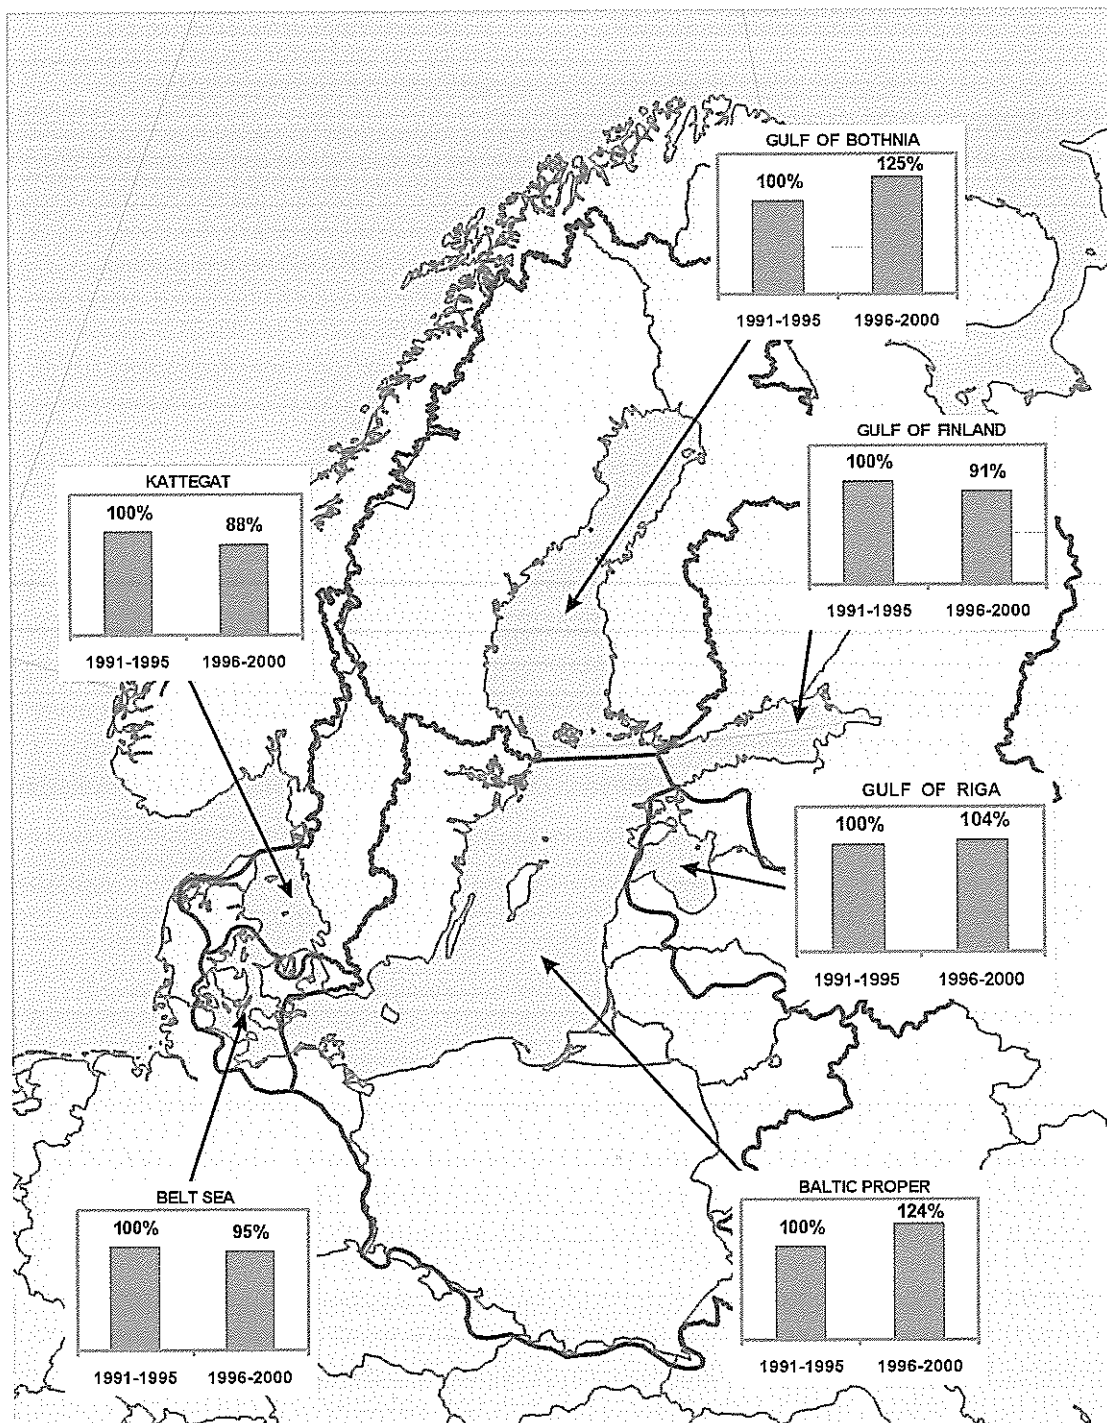 GULF OF BOTHNIA
100% 125%
1991-1995 1996-2000
GULF OF FINLAND
100% 91%
1991-1995 1996-2000
KATTEGAT
100% 88%
1991-1995 1996-2000
GULF OF RIGA
100% 104%
1991-1995 1996-2000
BELT SEA
100% 95%
1991-1995 1996-2000
BALTIC PROPER
100% 124%
1991-1995 1996-2000